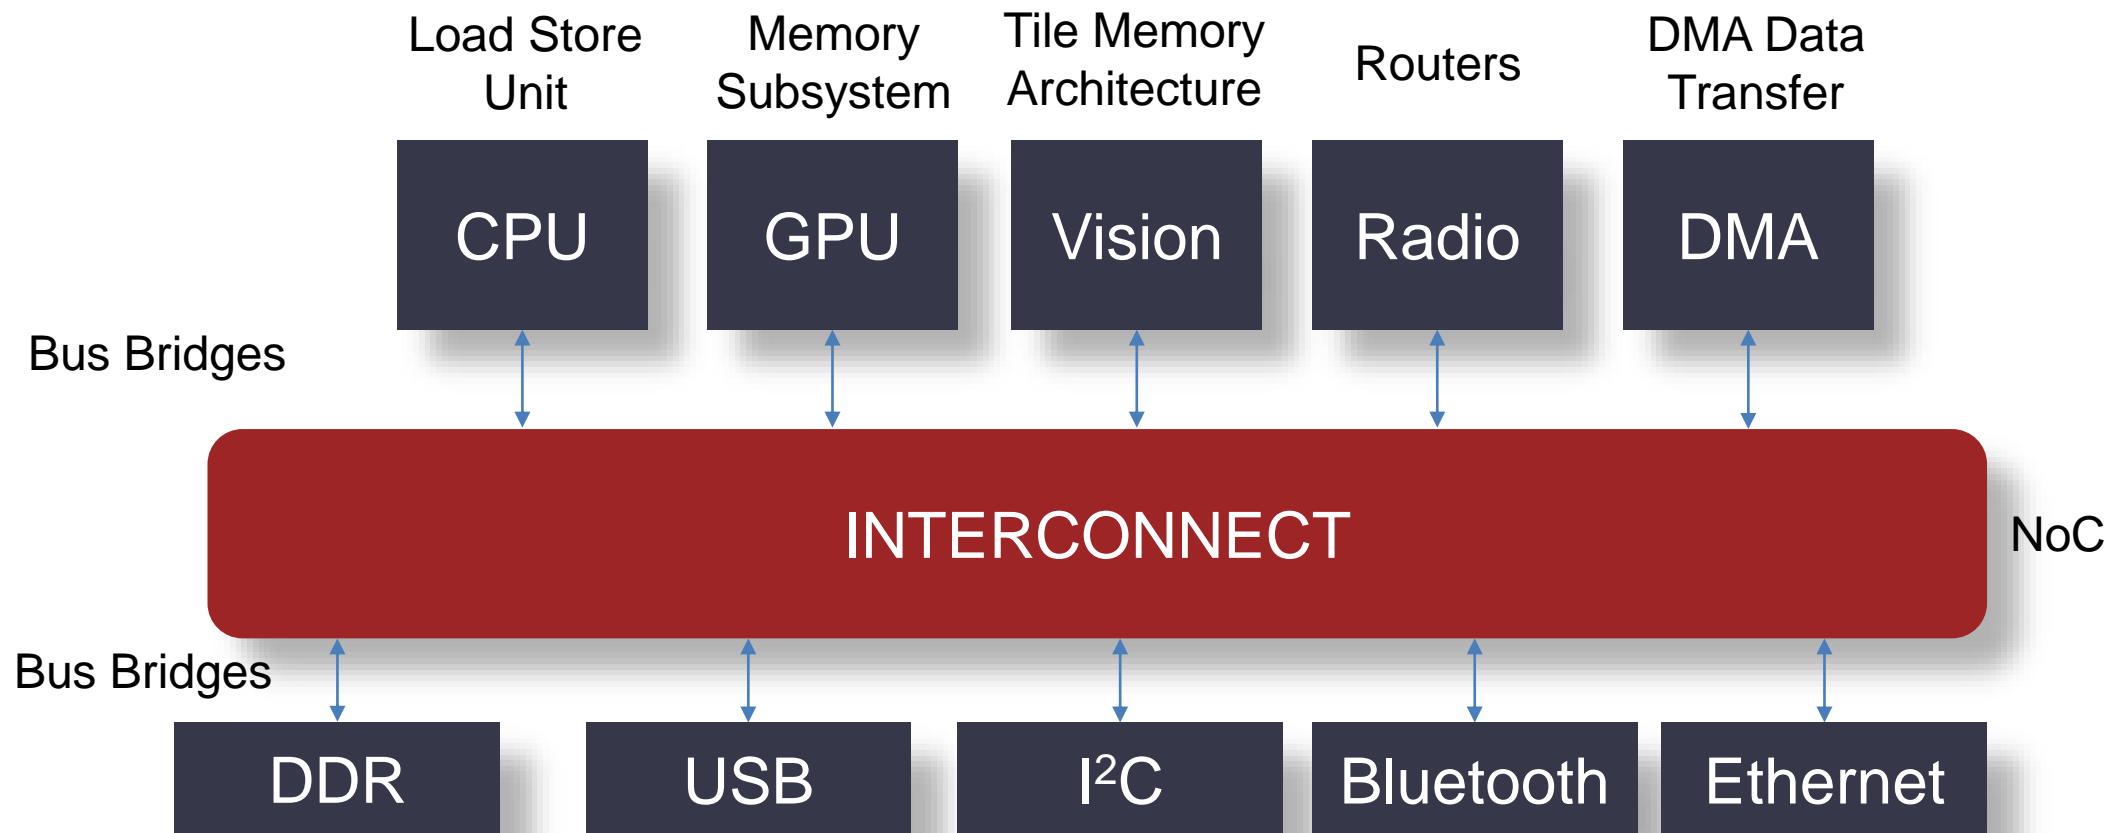 Load Store
Unit
Memory
Subsystem
Tile Memory
Architecture
Routers
DMA Data
Transfer
CPU
GPU
Vision
Radio
DMA
Bus Bridges
INTERCONNECT
NoC
Bus Bridges
DDR
USB
I²C
Bluetooth
Ethernet